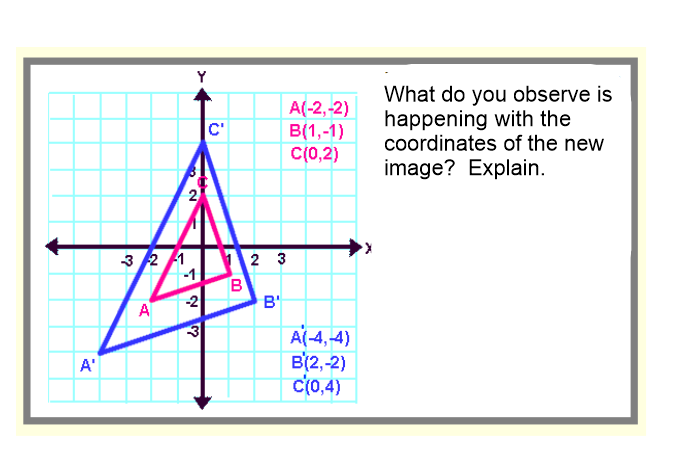 Y
C'
A(-2,-2)
B(1,-1)
C(0,2)
What do you observe is
happening with the
coordinates of the new
image?  Explain.
3
C
2
1
X
-3 -2 -1 1 2 3
-1
B
A
-2
B'
-3
A'
A'(-4,-4)
B'(2,-2)
C'(0,4)